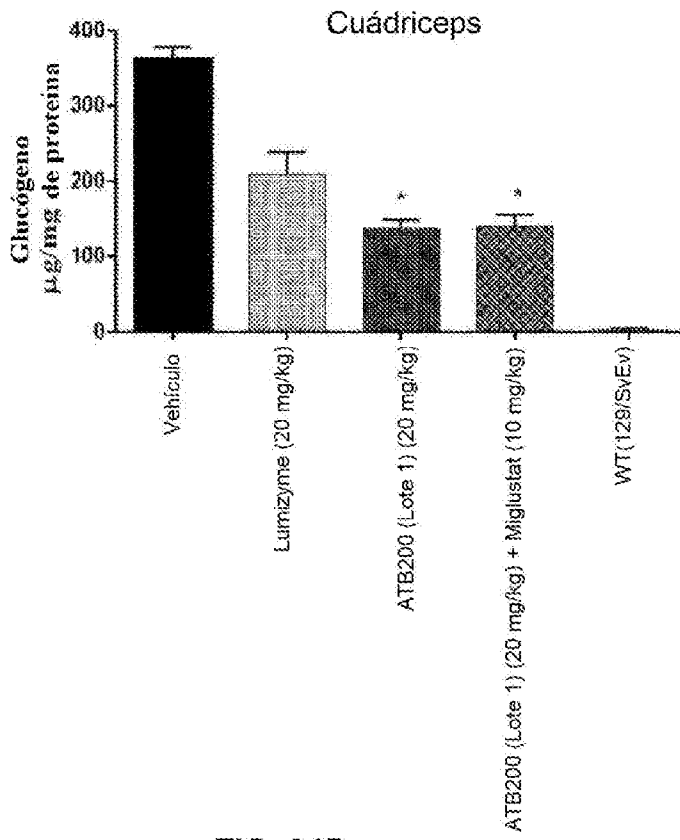 Cuádriceps
Glucógeno
µg/mg de proteína
400
300
200
100
0
*
*
Vehículo
Lumizyme (20 mg/kg)
ATB200 (Lote 1) (20 mg/kg)
ATB200 (Lote 1) (20 mg/kg) + Miglustat (10 mg/kg)
WT(129/SvEv)